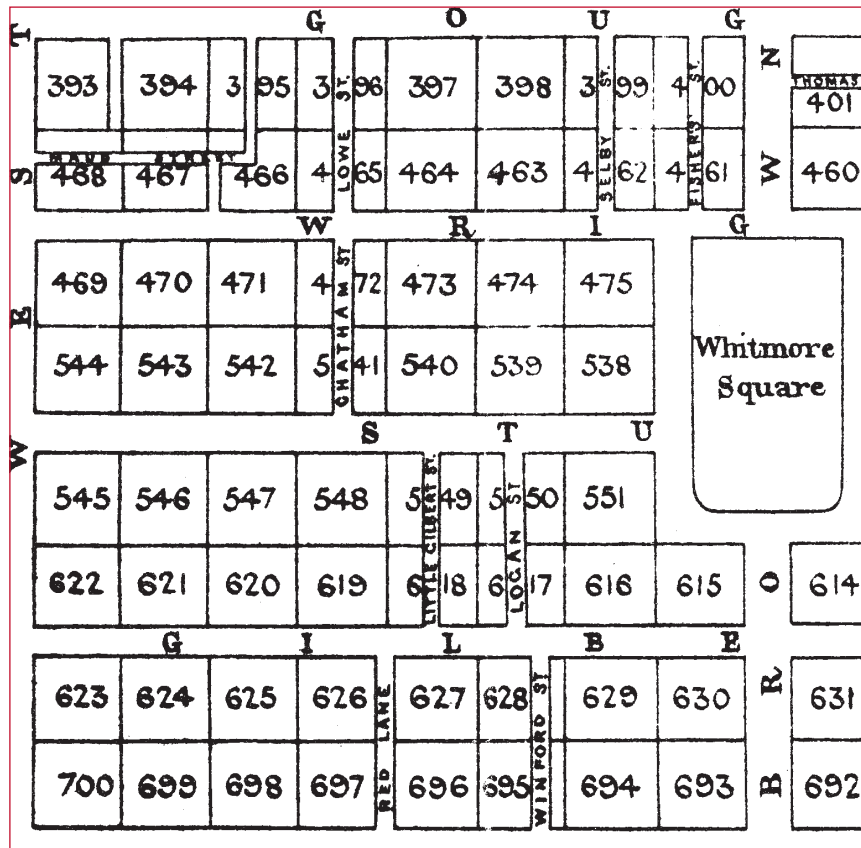 T G O U G
393 394 3 95 3 LOWE ST. 96 397 398 3 SELBY ST. 99 4 FISHERS' ST. 00 N THOMAS
401
MAUD STREET
S 468 467 466 4 65 464 463 4 62 4 61 W 460
W R I G
469 470 471 4 CHATHAM ST 72 473 474 475
E
544 543 542 5 41 540 539 538 Whitmore
Square
W S T U
545 546 547 548 5 LITTLE GILBERT ST. 49 5 LOGAN ST 50 551
622 621 620 619 6 18 6 17 616 615 O 614
G I L B E
623 624 625 626 RED LANE 627 628 WINFORD ST 629 630 R 631
700 699 698 697 696 695 694 693 B 692